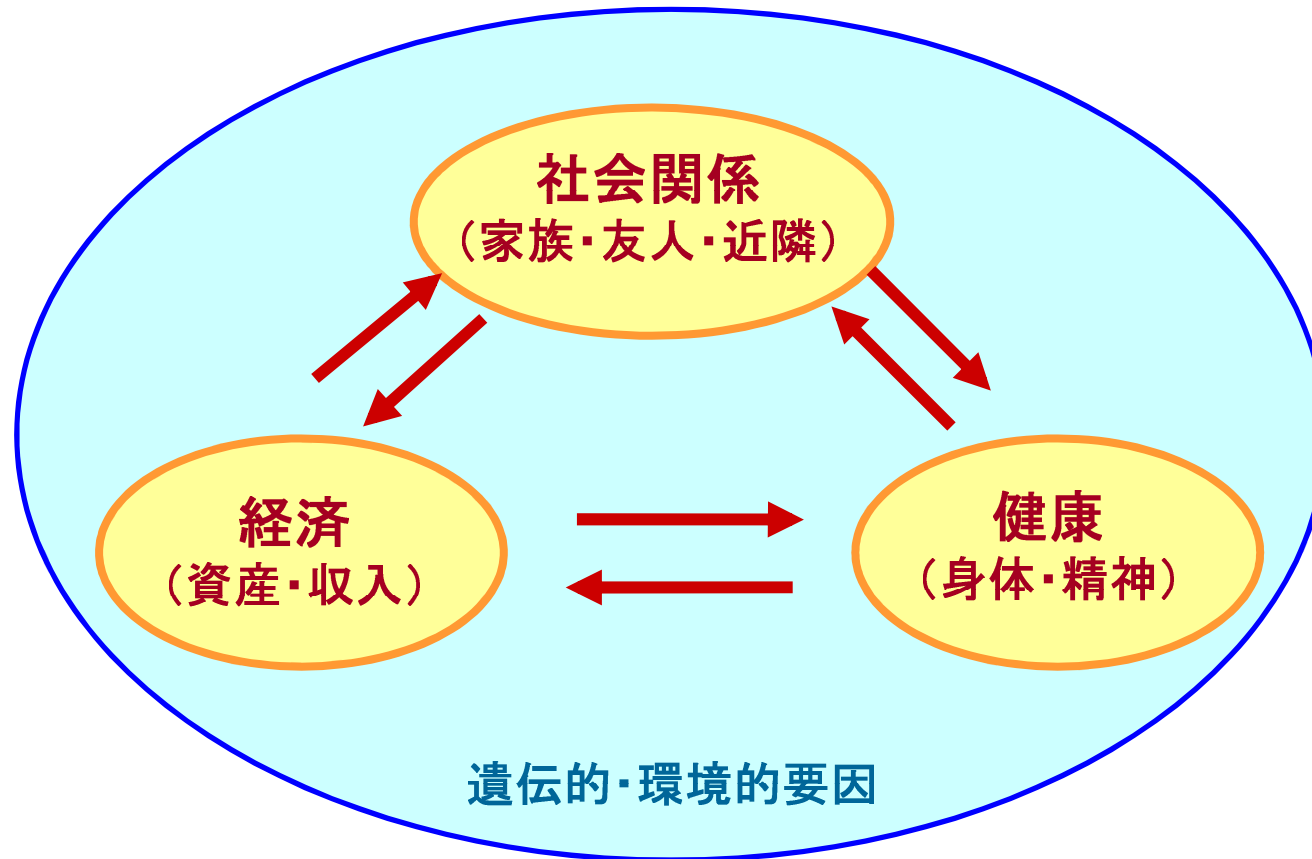 社会関係
（家族・友人・近隣）
経済
（資産・収入）
健康
（身体・精神）
遺伝的・環境的要因